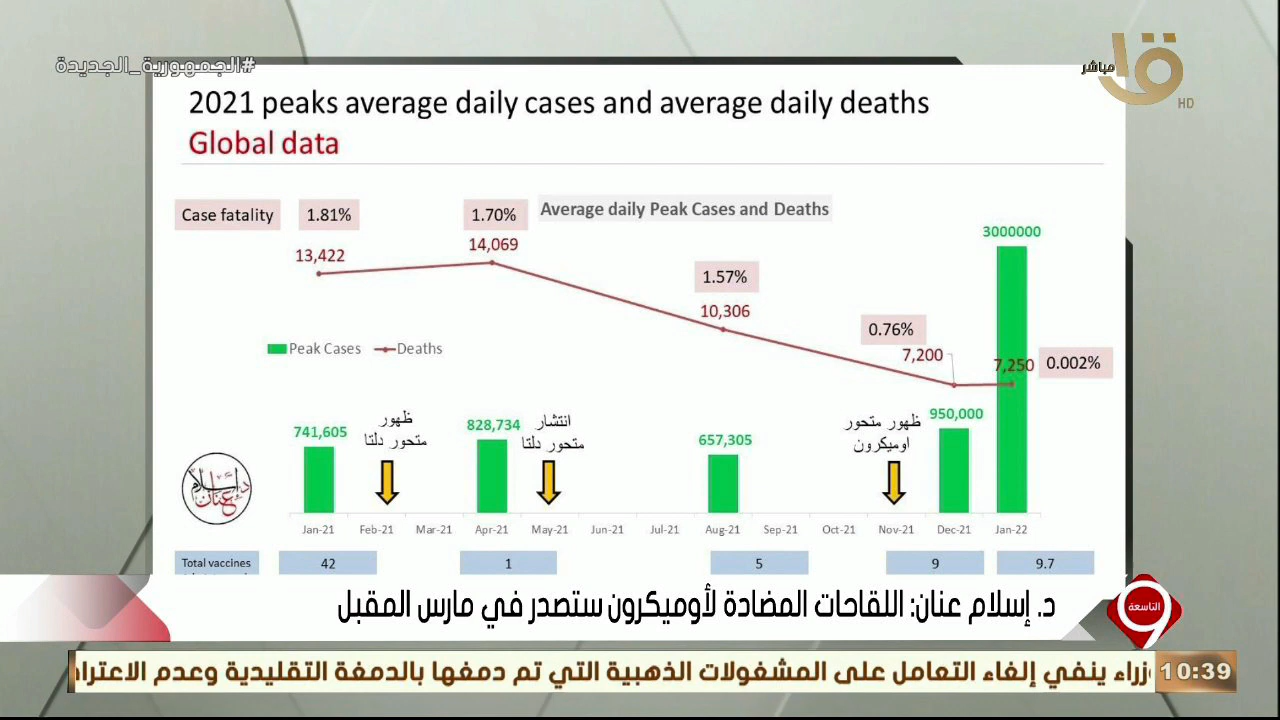 #الجمهورية_الجديدة
مباشر
HD
2021 peaks average daily cases and average daily deaths
Global data
Case fatality 1.81% 1.70% Average daily Peak Cases and Deaths
3000000
13,422 14,069
1.57%
10,306
0.76%
7,200 7,250 0.002%
Peak Cases Deaths
741,605 828,734 657,305 950,000
ظهور
متحور دلتا
انتشار
متحور دلتا
ظهور متحور
اوميكرون
د. إسلام عنان
Jan-21 Feb-21 Mar-21 Apr-21 May-21 Jun-21 Jul-21 Aug-21 Sep-21 Oct-21 Nov-21 Dec-21 Jan-22
Total vaccines 42 1 5 9 9.7
د. إسلام عنان: اللقاحات المضادة لأوميكرون ستصدر في مارس المقبل
التاسعة
9
زراء ينفي إلغاء التعامل على المشغولات الذهبية التي تم دمغها بالدمغة التقليدية وعدم الاعترا
10:39